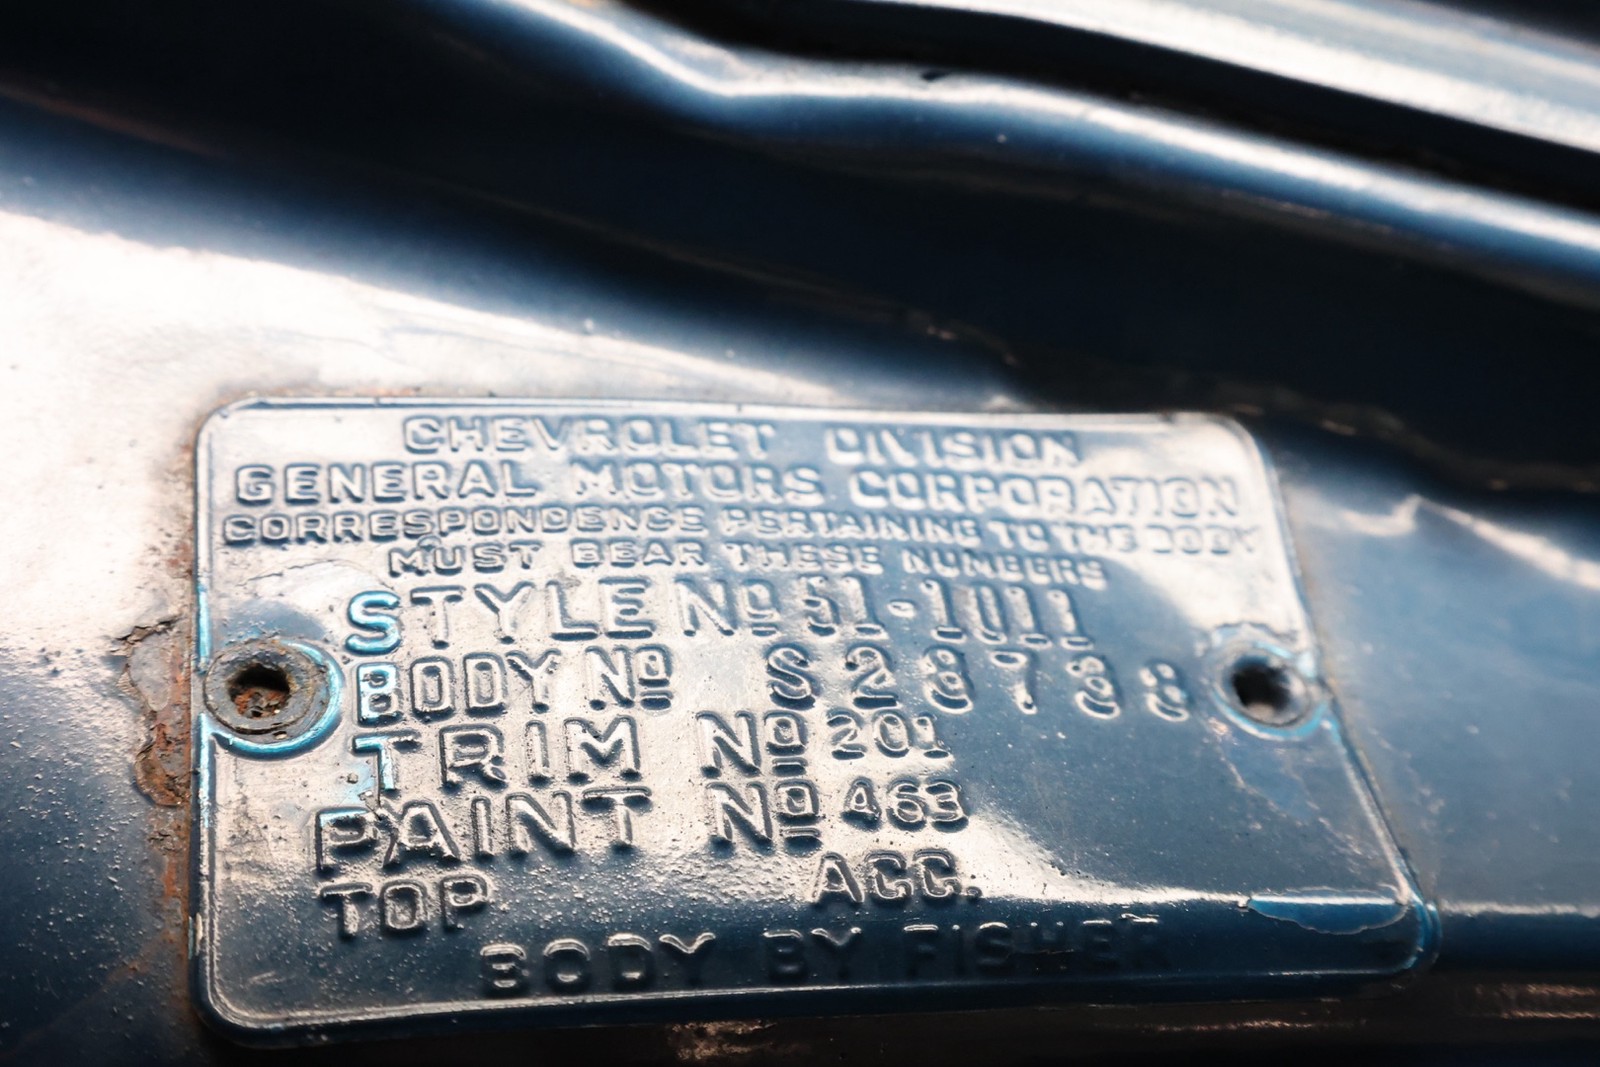 CHEVROLET DIVISION
GENERAL MOTORS CORPORATION
CORRESPONDENCE PERTAINING TO THE BODY
MUST BEAR THESE NUMBERS
STYLE Nº 51-1011
BODY Nº S28788
TRIM Nº 201
PAINT Nº 463
TOP ACC.
BODY BY FISHER